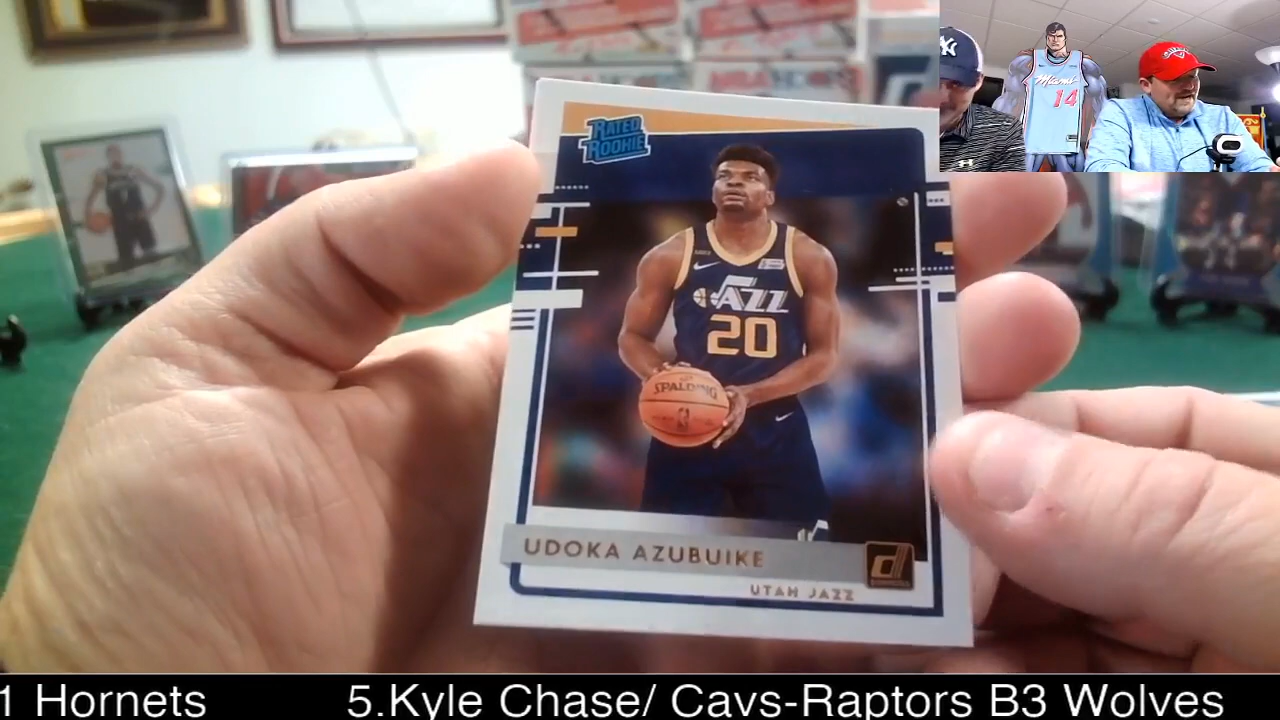 RATED
ROOKIE
JAZZ
20
SPALDING
UDOKA AZUBUIKE
UTAH JAZZ
DONRUSS
NY
Miami
14
1 Hornets 5.Kyle Chase/ Cavs-Raptors B3 Wolves